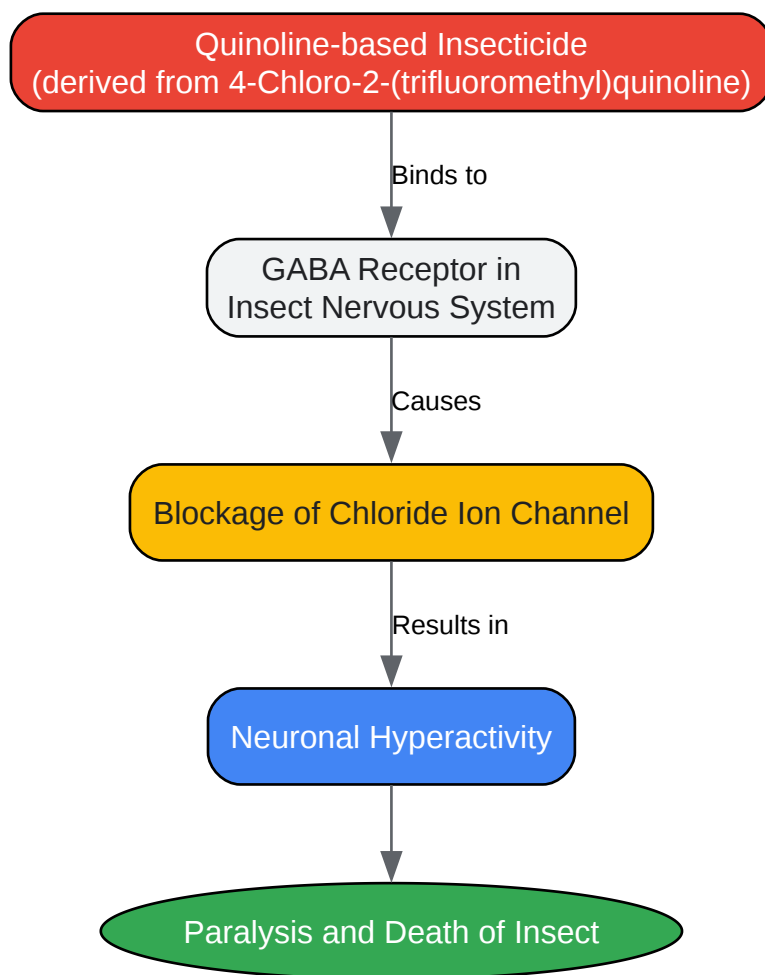 Quinoline-based Insecticide
(derived from 4-Chloro-2-(trifluoromethyl)quinoline)
Binds to
GABA Receptor in
Insect Nervous System
Causes
Blockage of Chloride Ion Channel
Results in
Neuronal Hyperactivity
Paralysis and Death of Insect